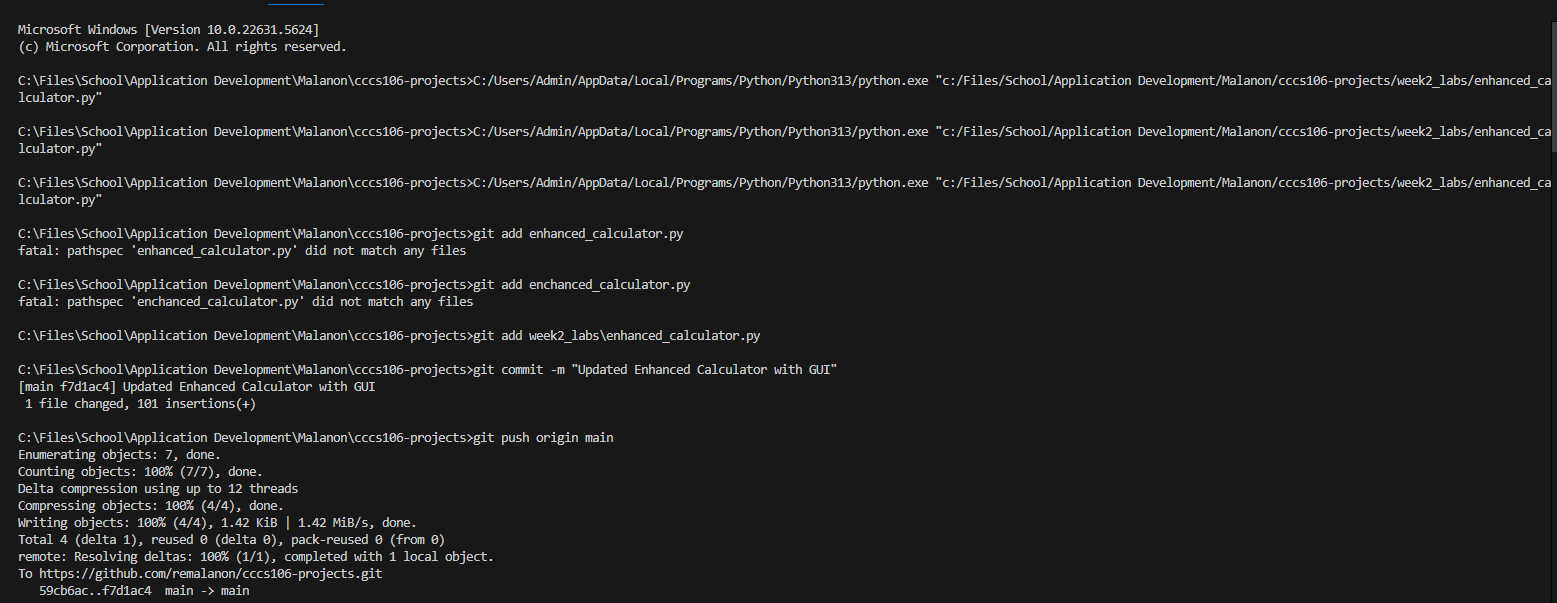 Microsoft Windows [Version 10.0.22631.5624]
(c) Microsoft Corporation. All rights reserved.
C:\Files\School\Application Development\Malanon\cccs106-projects>C:/Users/Admin/AppData/Local/Programs/Python/Python313/python.exe "c:/Files/School/Application Development/Malanon/cccs106-projects/week2_labs/enhanced_ca
lculator.py"
C:\Files\School\Application Development\Malanon\cccs106-projects>C:/Users/Admin/AppData/Local/Programs/Python/Python313/python.exe "c:/Files/School/Application Development/Malanon/cccs106-projects/week2_labs/enhanced_ca
lculator.py"
C:\Files\School\Application Development\Malanon\cccs106-projects>C:/Users/Admin/AppData/Local/Programs/Python/Python313/python.exe "c:/Files/School/Application Development/Malanon/cccs106-projects/week2_labs/enhanced_ca
lculator.py"
C:\Files\School\Application Development\Malanon\cccs106-projects>git add enhanced_calculator.py
fatal: pathspec 'enhanced_calculator.py' did not match any files
C:\Files\School\Application Development\Malanon\cccs106-projects>git add enchanced_calculator.py
fatal: pathspec 'enchanced_calculator.py' did not match any files
C:\Files\School\Application Development\Malanon\cccs106-projects>git add week2_labs\enhanced_calculator.py
C:\Files\School\Application Development\Malanon\cccs106-projects>git commit -m "Updated Enhanced Calculator with GUI"
[main f7d1ac4] Updated Enhanced Calculator with GUI
1 file changed, 101 insertions(+)
C:\Files\School\Application Development\Malanon\cccs106-projects>git push origin main
Enumerating objects: 7, done.
Counting objects: 100% (7/7), done.
Delta compression using up to 12 threads
Compressing objects: 100% (4/4), done.
Writing objects: 100% (4/4), 1.42 KiB | 1.42 MiB/s, done.
Total 4 (delta 1), reused 0 (delta 0), pack-reused 0 (from 0)
remote: Resolving deltas: 100% (1/1), completed with 1 local object.
To https://github.com/remalanon/cccs106-projects.git
59cb6ac..f7d1ac4  main -> main